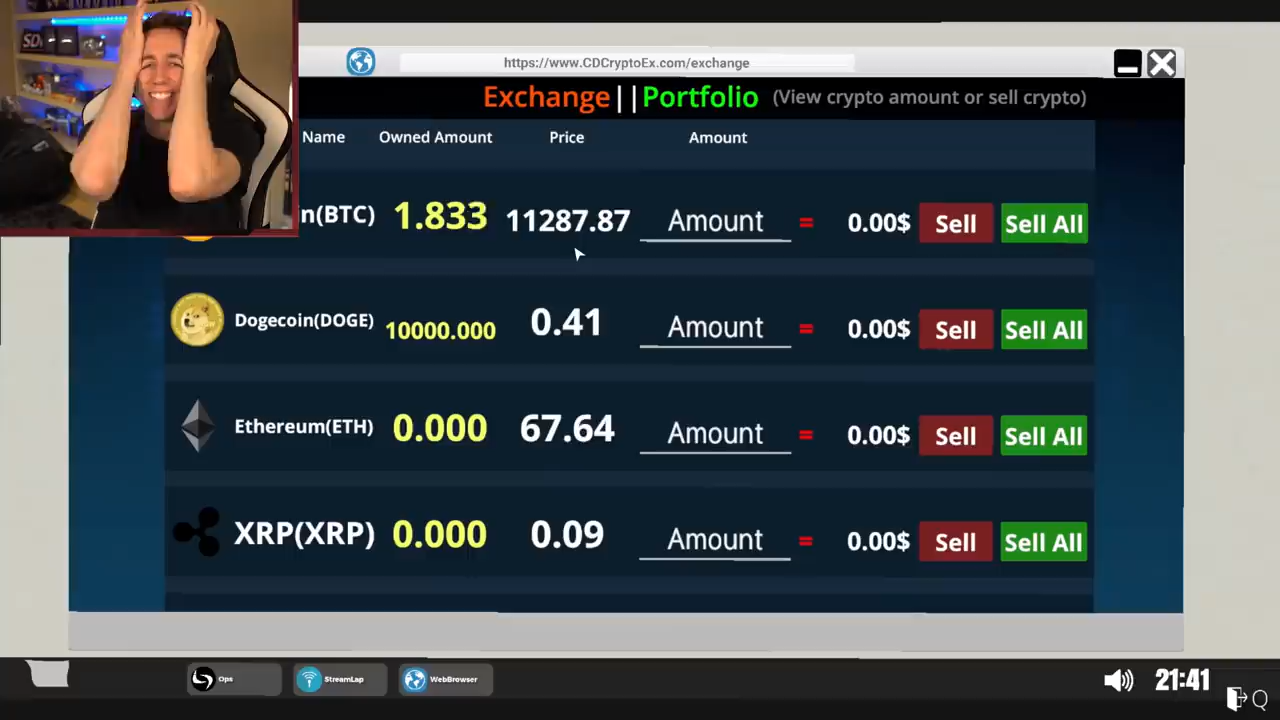 SD
https://www.CDCryptoEx.com/exchange
Exchange||Portfolio (View crypto amount or sell crypto)
Name Owned Amount Price Amount
n(BTC) 1.833 11287.87 Amount = 0.00$ Sell Sell All
Dogecoin(DOGE) 10000.000 0.41 Amount = 0.00$ Sell Sell All
Ethereum(ETH) 0.000 67.64 Amount = 0.00$ Sell Sell All
XRP(XRP) 0.000 0.09 Amount = 0.00$ Sell Sell All
Ops StreamLap WebBrowser 21:41
Q